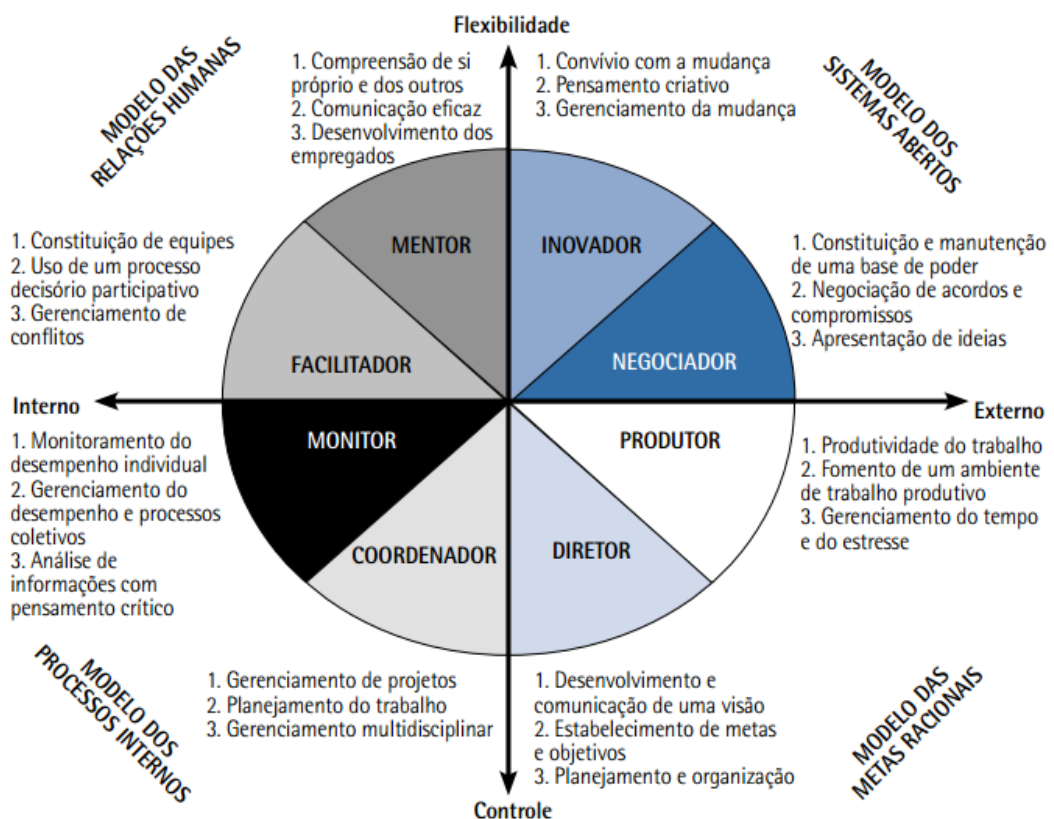 Flexibilidade
MODELO DAS
RELAÇÕES HUMANAS
1. Compreensão de si
próprio e dos outros
2. Comunicação eficaz
3. Desenvolvimento dos
empregados
1. Convívio com a mudança
2. Pensamento criativo
3. Gerenciamento da mudança
MODELO DOS
SISTEMAS ABERTOS
1. Constituição de equipes
2. Uso de um processo
decisório participativo
3. Gerenciamento de
conflitos
MENTOR
INOVADOR
1. Constituição e manutenção
de uma base de poder
2. Negociação de acordos e
compromissos
3. Apresentação de ideias
FACILITADOR
NEGOCIADOR
Interno
Externo
1. Monitoramento do
desempenho individual
2. Gerenciamento do
desempenho e processos
coletivos
3. Análise de
informações com
pensamento crítico
MONITOR
PRODUTOR
1. Produtividade do trabalho
2. Fomento de um ambiente
de trabalho produtivo
3. Gerenciamento do tempo
e do estresse
COORDENADOR
DIRETOR
MODELO DOS
PROCESSOS INTERNOS
1. Gerenciamento de projetos
2. Planejamento do trabalho
3. Gerenciamento multidisciplinar
1. Desenvolvimento e
comunicação de uma visão
2. Estabelecimento de metas
e objetivos
3. Planejamento e organização
MODELO DAS
METAS RACIONAIS
Controle